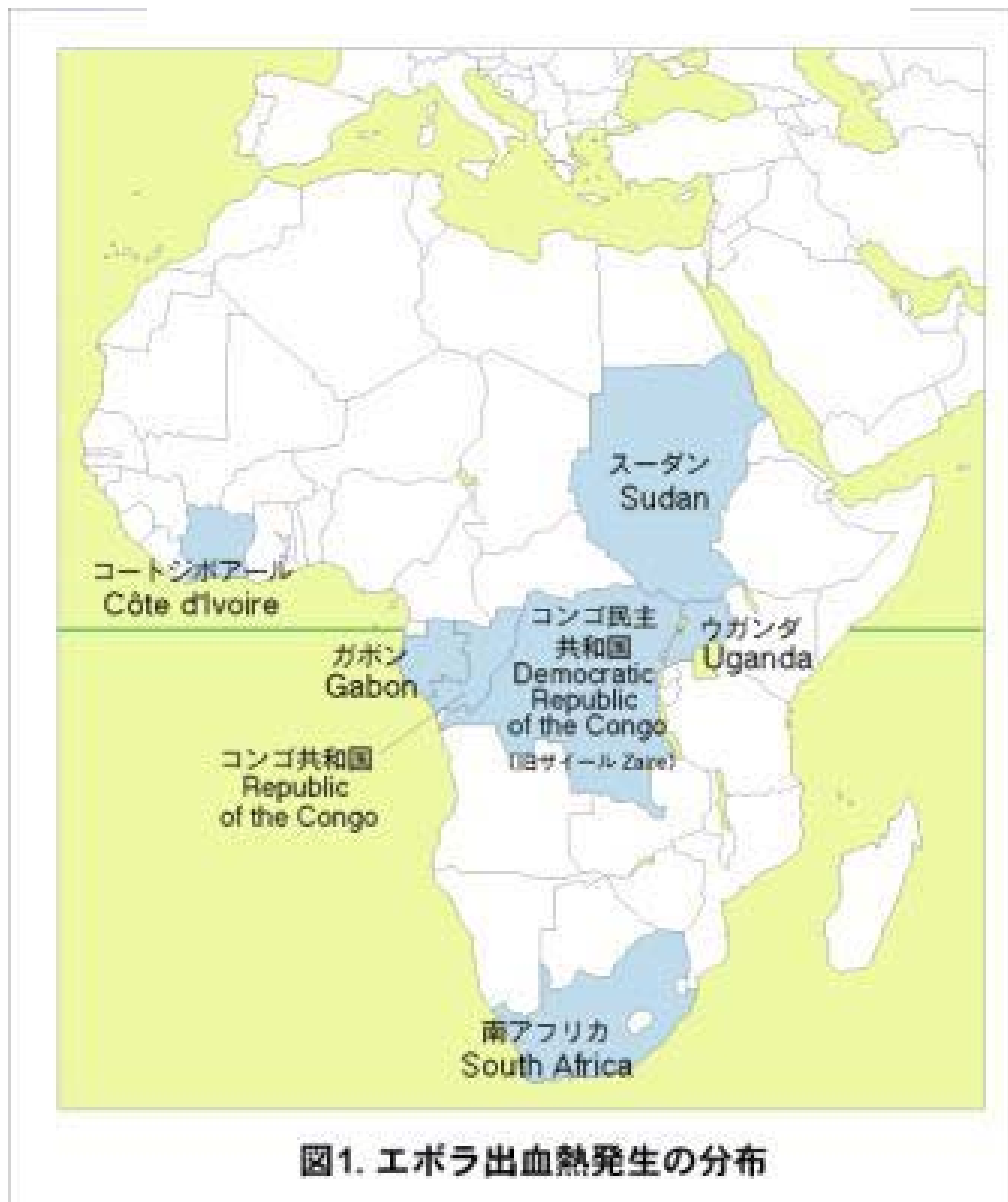 スーダン
Sudan
コートジボアール
Côte d'Ivoire
コンゴ民主
共和国
Democratic
Republic
of the Congo
(旧ザイール Zaire)
ウガンダ
Uganda
ガボン
Gabon
コンゴ共和国
Republic
of the Congo
南アフリカ
South Africa
図1. エボラ出血熱発生の分布